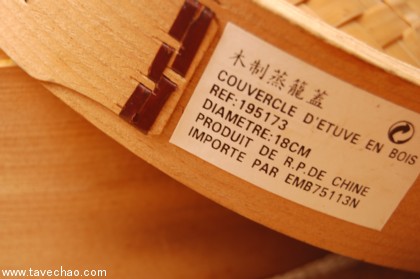 木制蒸籠蓋
COUVERCLE D'ETUVE EN BOIS
REF:195173
DIAMETRE:18CM
PRODUIT DE R.P.DE CHINE
IMPORTE PAR EMB75113N
www.tavechao.com